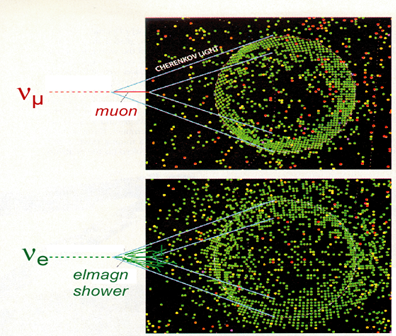 CHERENKOV LIGHT
νμ
muon
νe
elmagn
shower